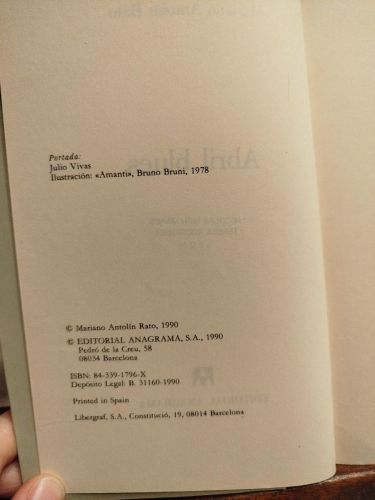 Portada:
Julio Vivas
Ilustración: «Amanti», Bruno Bruni, 1978
© Mariano Antolín Rato, 1990
© EDITORIAL ANAGRAMA, S.A., 1990
Pedró de la Creu, 58
08034 Barcelona
ISBN: 84-339-1796-X
Depósito Legal: B. 31160-1990
Printed in Spain
Libergraf, S.A., Constitució, 19, 08014 Barcelona